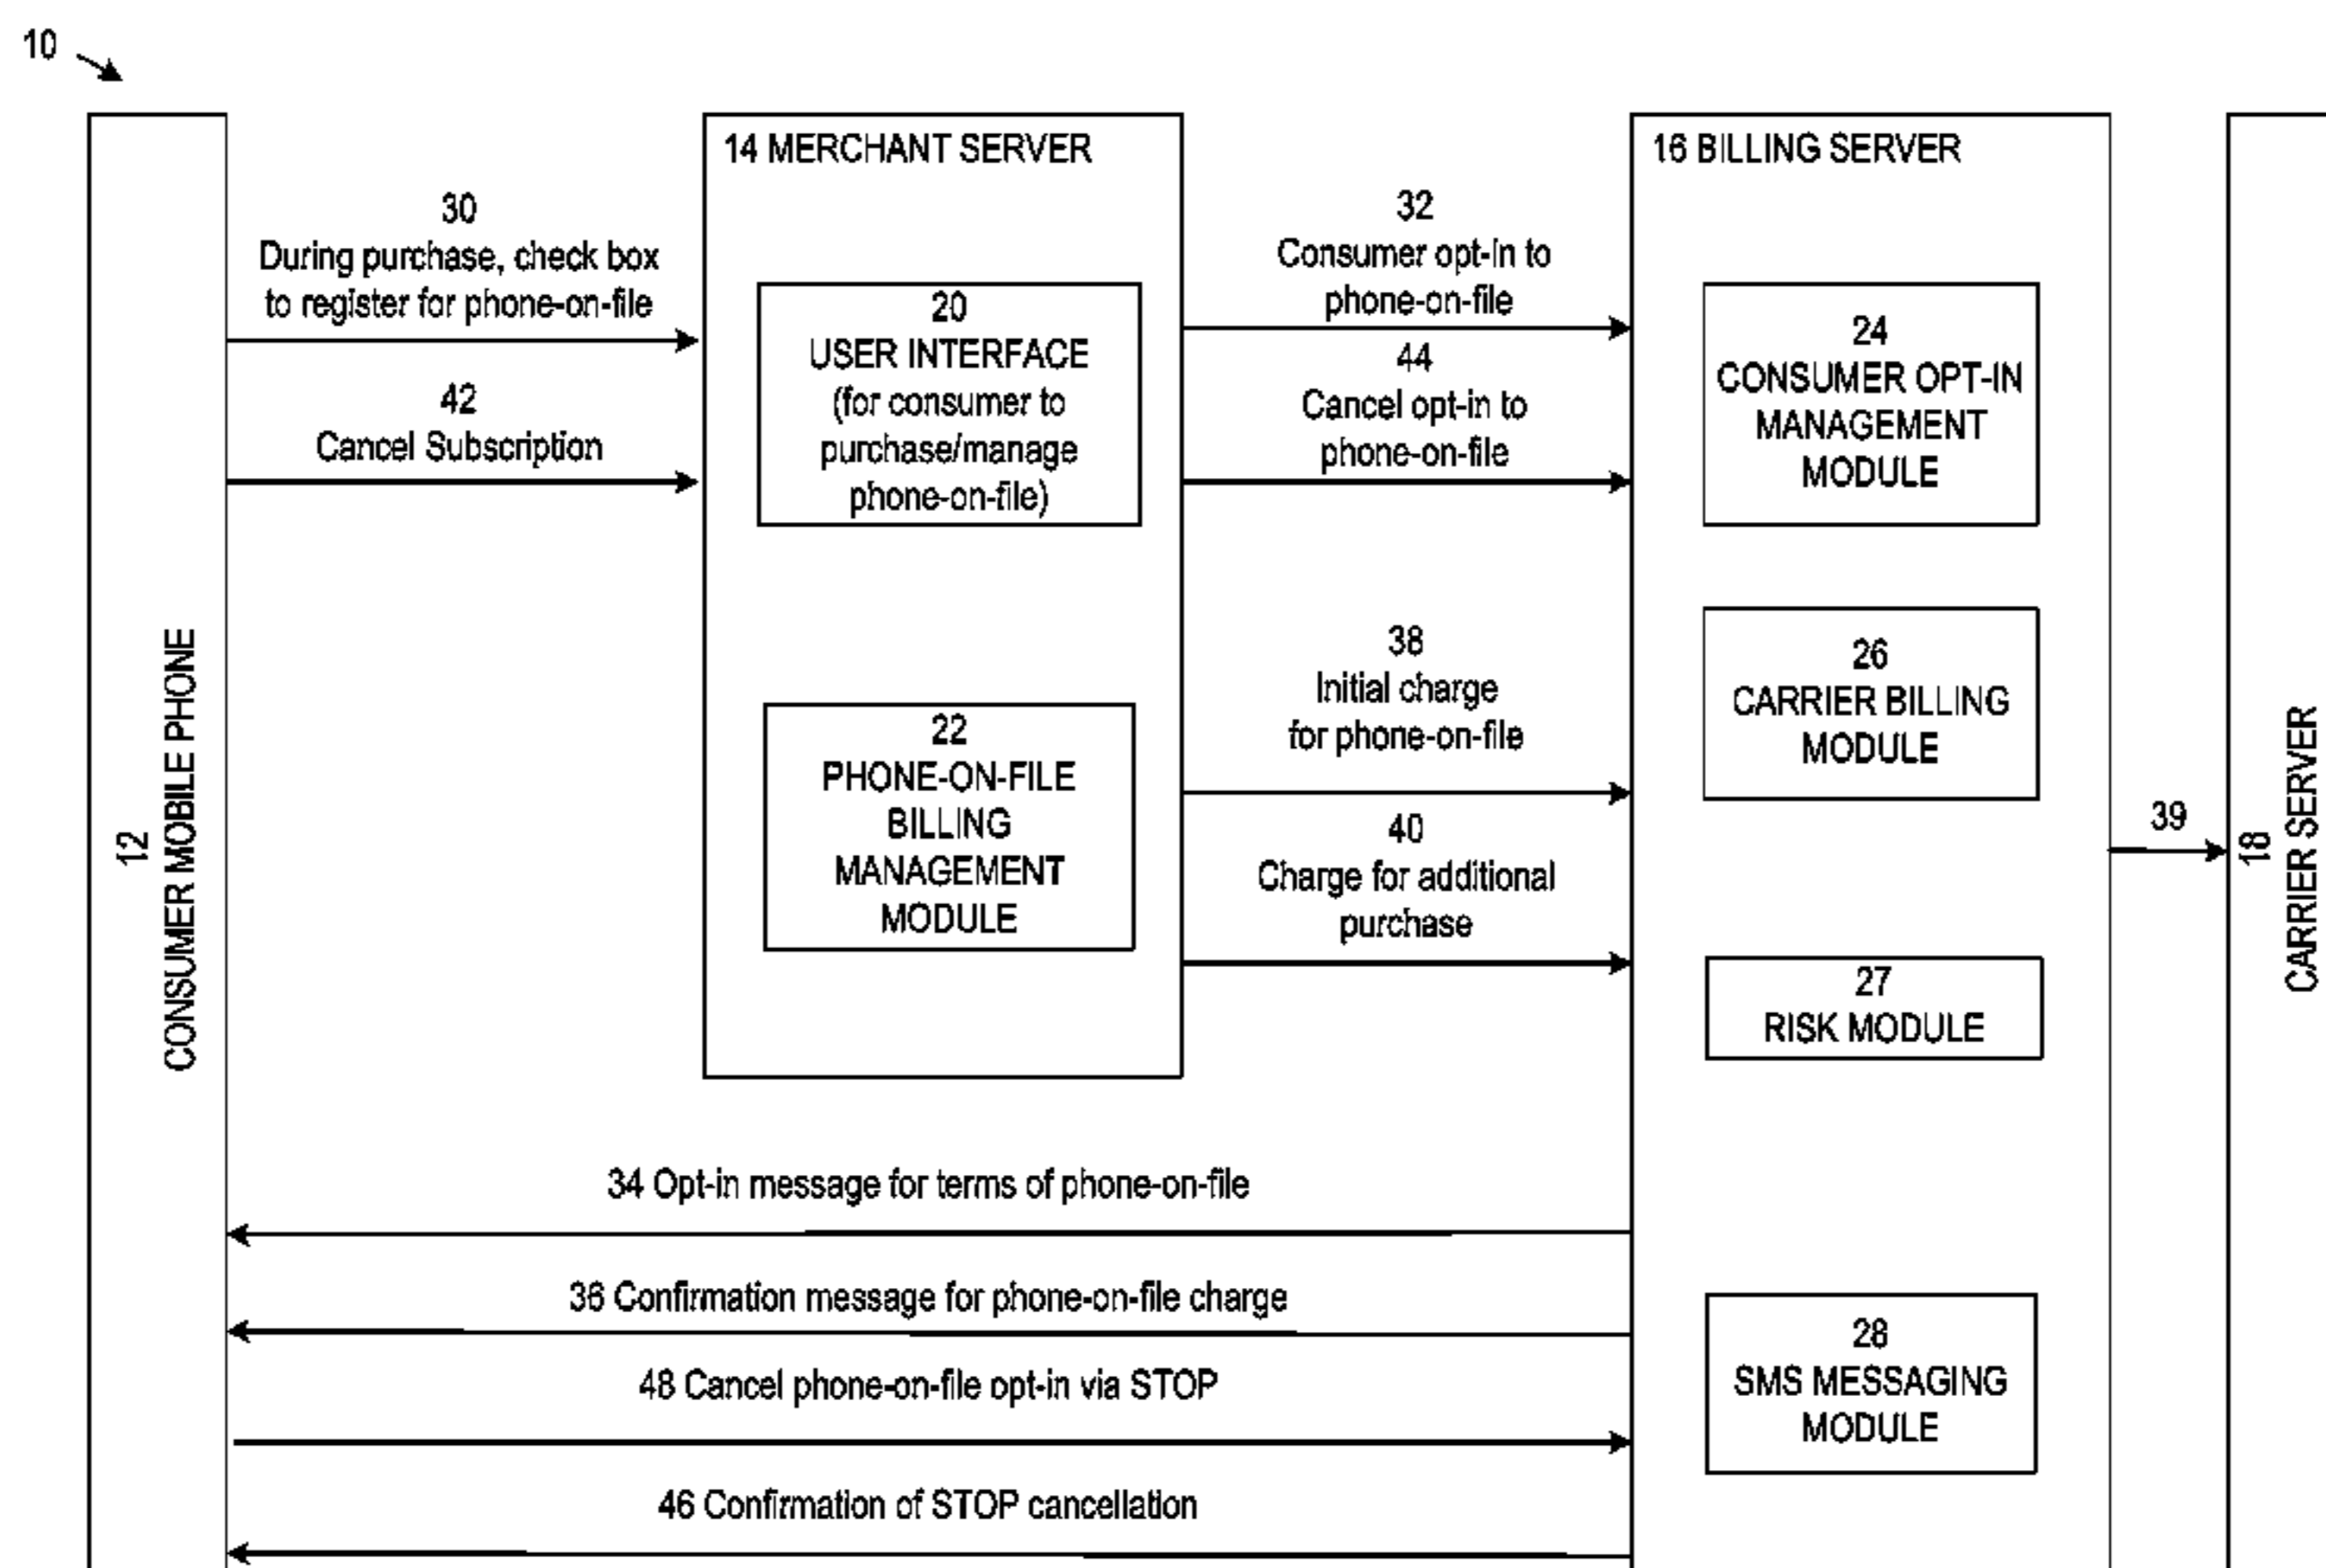 10
14 MERCHANT SERVER
16 BILLING SERVER
30
During purchase, check box
to register for phone-on-file
42
Cancel Subscription
20
USER INTERFACE
(for consumer to
purchase/manage
phone-on-file)
32
Consumer opt-in to
phone-on-file
44
Cancel opt-in to
phone-on-file
24
CONSUMER OPT-IN
MANAGEMENT
MODULE
12
CONSUMER MOBILE PHONE
22
PHONE-ON-FILE
BILLING
MANAGEMENT
MODULE
38
Initial charge
for phone-on-file
40
Charge for additional
purchase
26
CARRIER BILLING
MODULE
39
18
CARRIER SERVER
27
RISK MODULE
34 Opt-in message for terms of phone-on-file
36 Confirmation message for phone-on-file charge
48 Cancel phone-on-file opt-in via STOP
46 Confirmation of STOP cancellation
28
SMS MESSAGING
MODULE